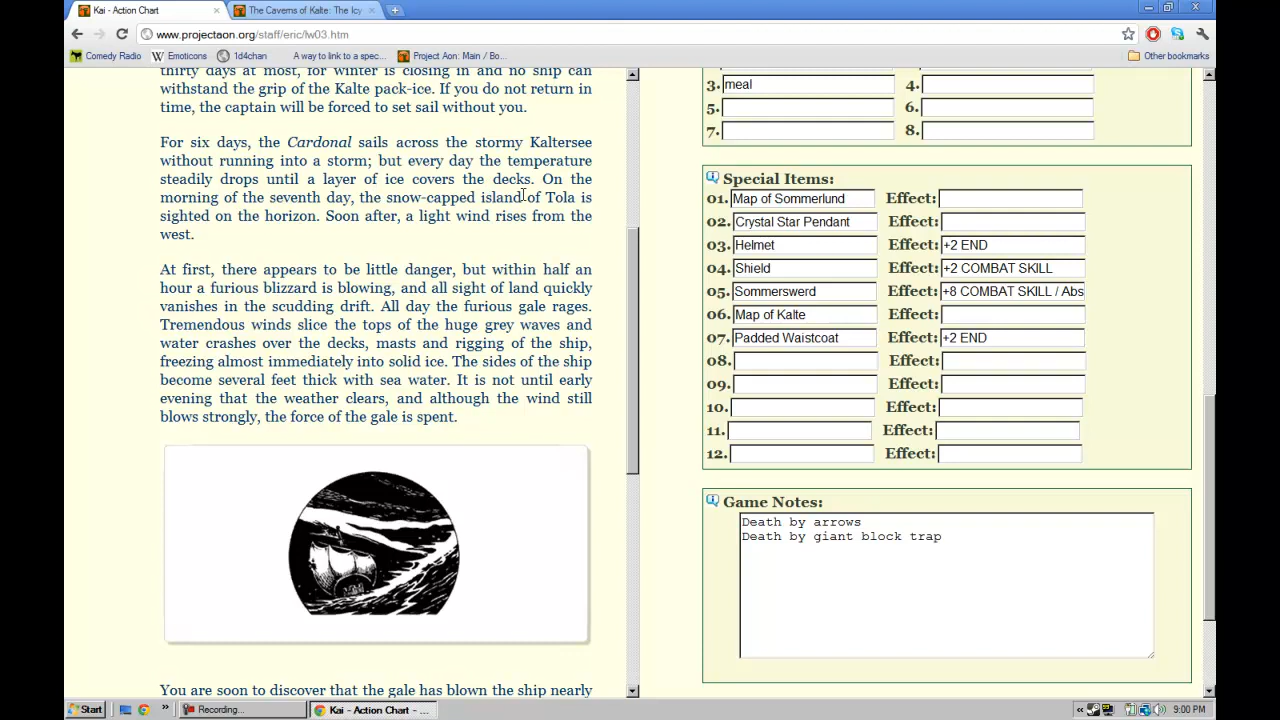 Kai - Action Chart
The Caverns of Kalte: The Icy
www.projectaon.org/staff/eric/lw03.htm
Comedy Radio
Emoticons
1d4chan
A way to link to a spec...
Project Aon: Main / Bo...
Other bookmarks
thirty days at most, for winter is closing in and no ship can
withstand the grip of the Kalte pack-ice. If you do not return in
time, the captain will be forced to set sail without you.
For six days, the Cardonal sails across the stormy Kaltersee
without running into a storm; but every day the temperature
steadily drops until a layer of ice covers the decks. On the
morning of the seventh day, the snow-capped island of Tola is
sighted on the horizon. Soon after, a light wind rises from the
west.
At first, there appears to be little danger, but within half an
hour a furious blizzard is blowing, and all sight of land quickly
vanishes in the scudding drift. All day the furious gale rages.
Tremendous winds slice the tops of the huge grey waves and
water crashes over the decks, masts and rigging of the ship,
freezing almost immediately into solid ice. The sides of the ship
become several feet thick with sea water. It is not until early
evening that the weather clears, and although the wind still
blows strongly, the force of the gale is spent.
You are soon to discover that the gale has blown the ship nearly
3. meal 4.
5. 6.
7. 8.
Special Items:
01. Map of Sommerlund Effect:
02. Crystal Star Pendant Effect:
03. Helmet Effect: +2 END
04. Shield Effect: +2 COMBAT SKILL
05. Sommerswerd Effect: +8 COMBAT SKILL / Abs
06. Map of Kalte Effect:
07. Padded Waistcoat Effect: +2 END
08. Effect:
09. Effect:
10. Effect:
11. Effect:
12. Effect:
Game Notes:
Death by arrows
Death by giant block trap
Start
Recording...
Kai - Action Chart - ...
9:00 PM